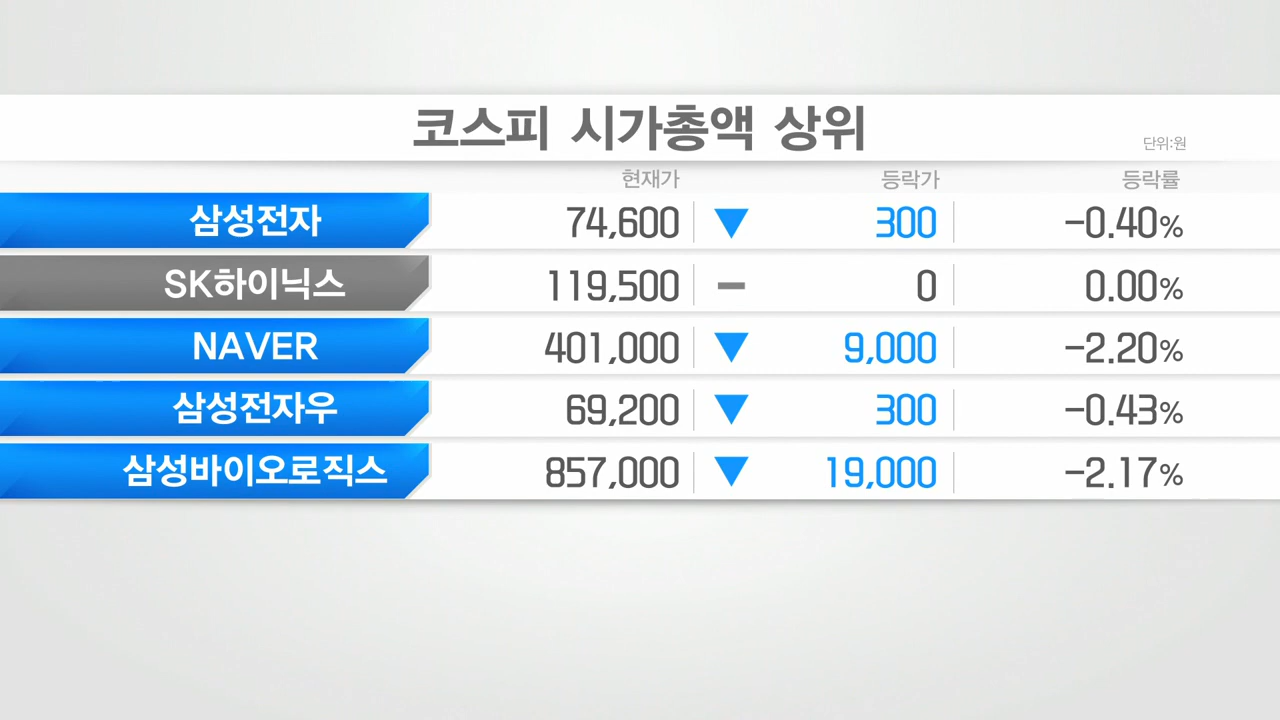 코스피 시가총액 상위
단위:원
현재가 등락가 등락률
삼성전자 74,600 ▼ 300 -0.40%
SK하이닉스 119,500 - 0 0.00%
NAVER 401,000 ▼ 9,000 -2.20%
삼성전자우 69,200 ▼ 300 -0.43%
삼성바이오로직스 857,000 ▼ 19,000 -2.17%